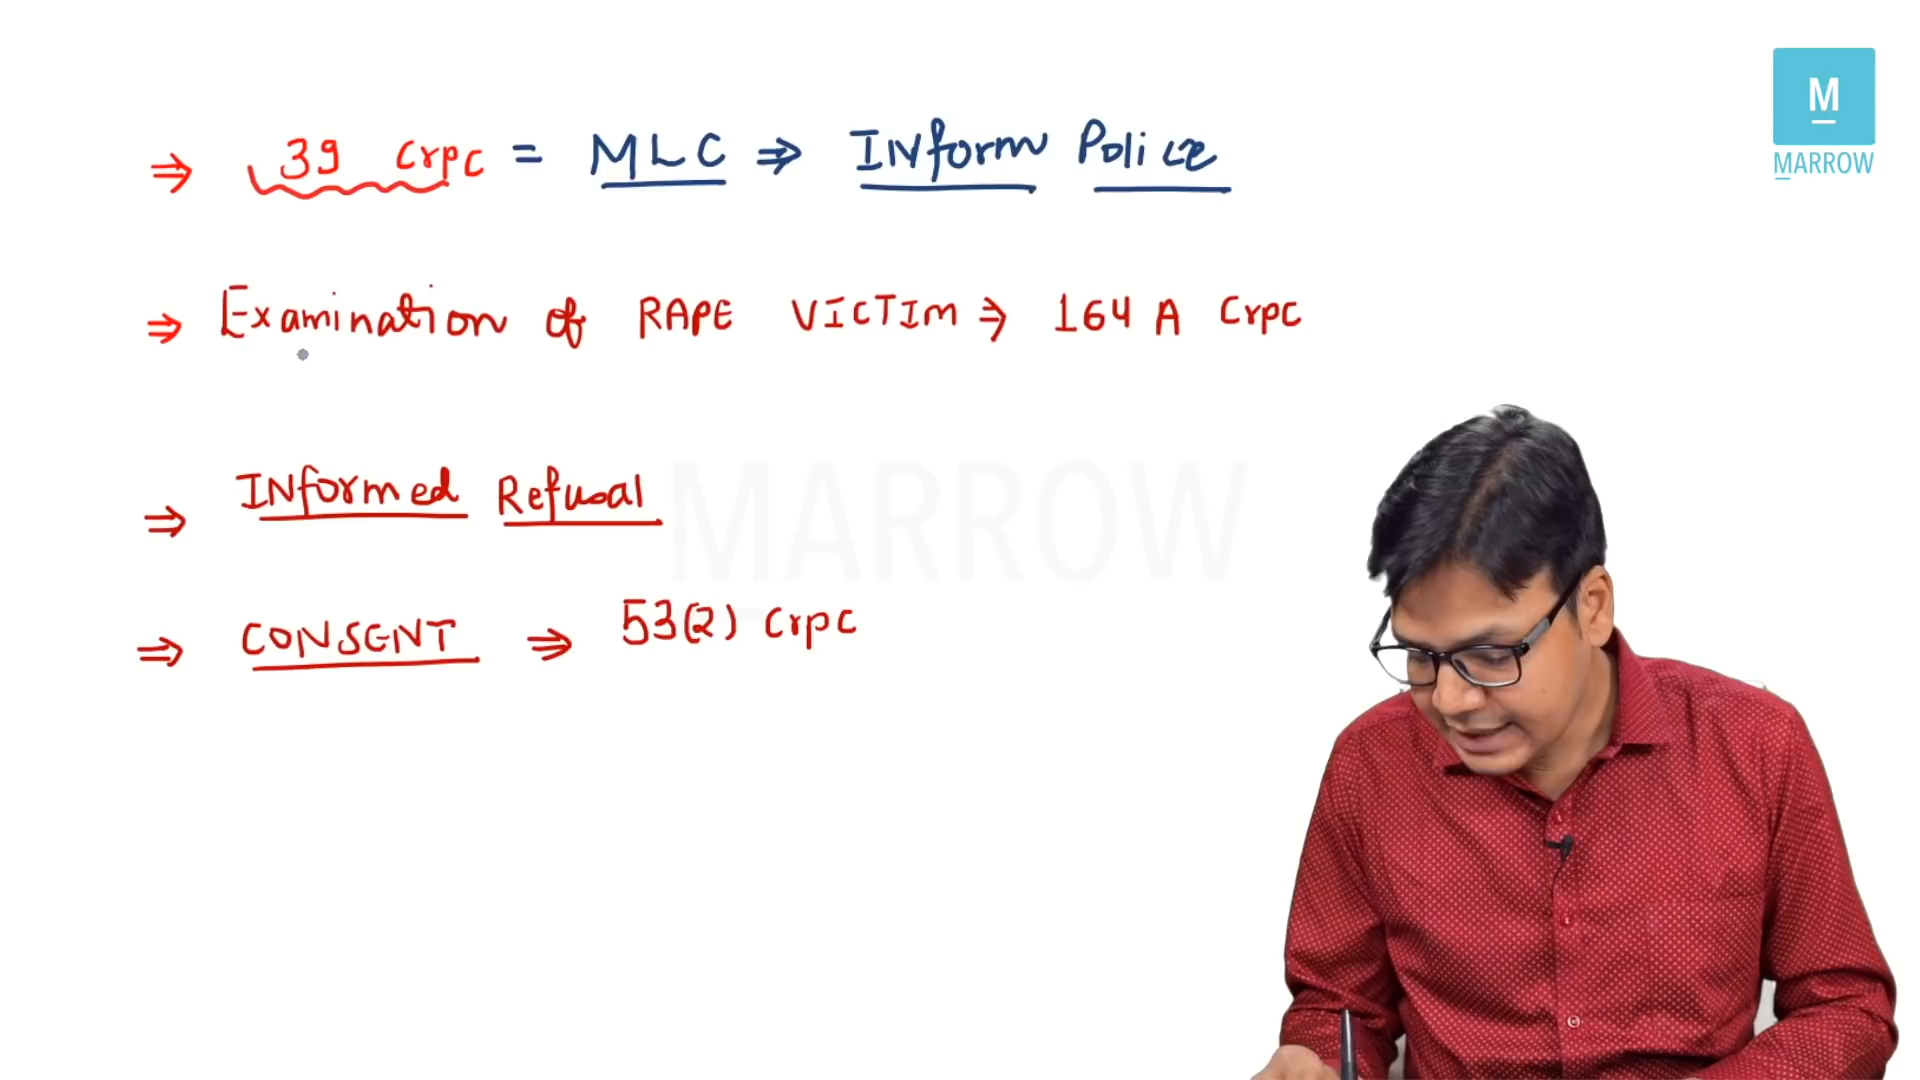 M
MARROW
⇒ 39 Crpc = MLC ⇒ INform Police
⇒ Examination of RAPE VICTIM ⇒ 164 A Crpc
⇒ INformed Refusal
MARROW
⇒ CONSENT ⇒ 53(2) Crpc